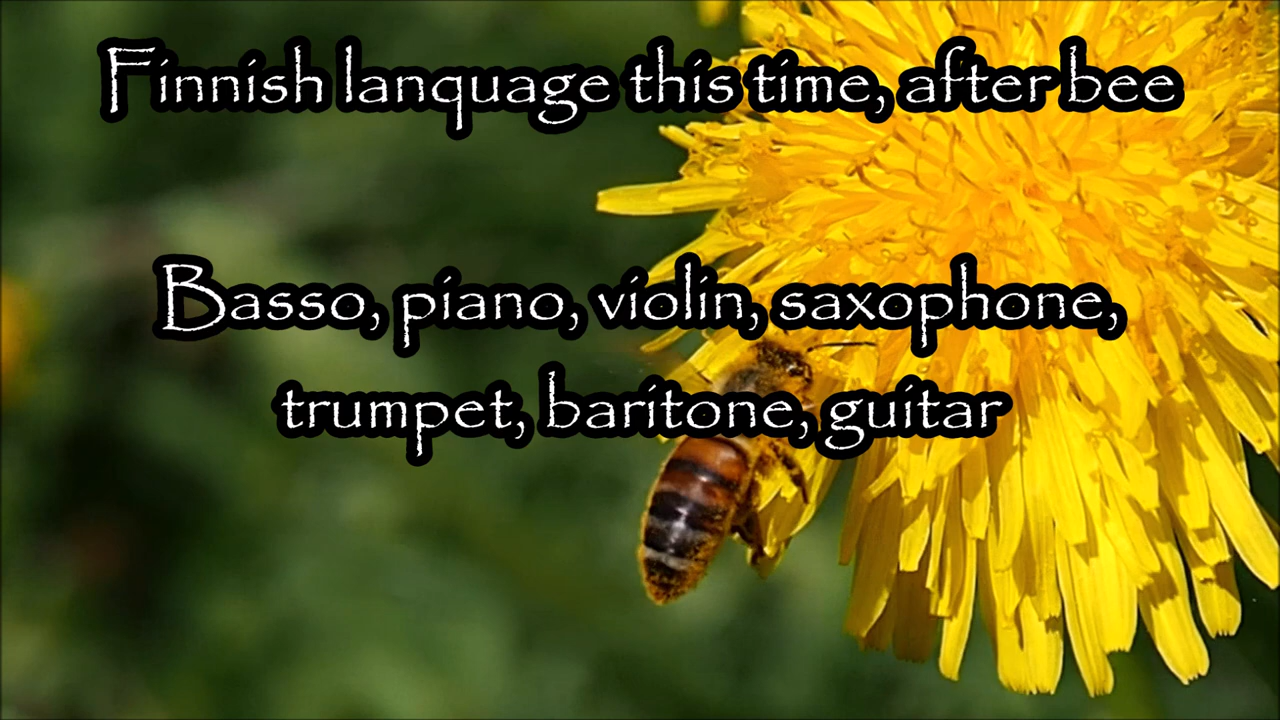 Finnish lanquage this time, after bee
Basso, piano, violin, saxophone,
trumpet, baritone, guitar